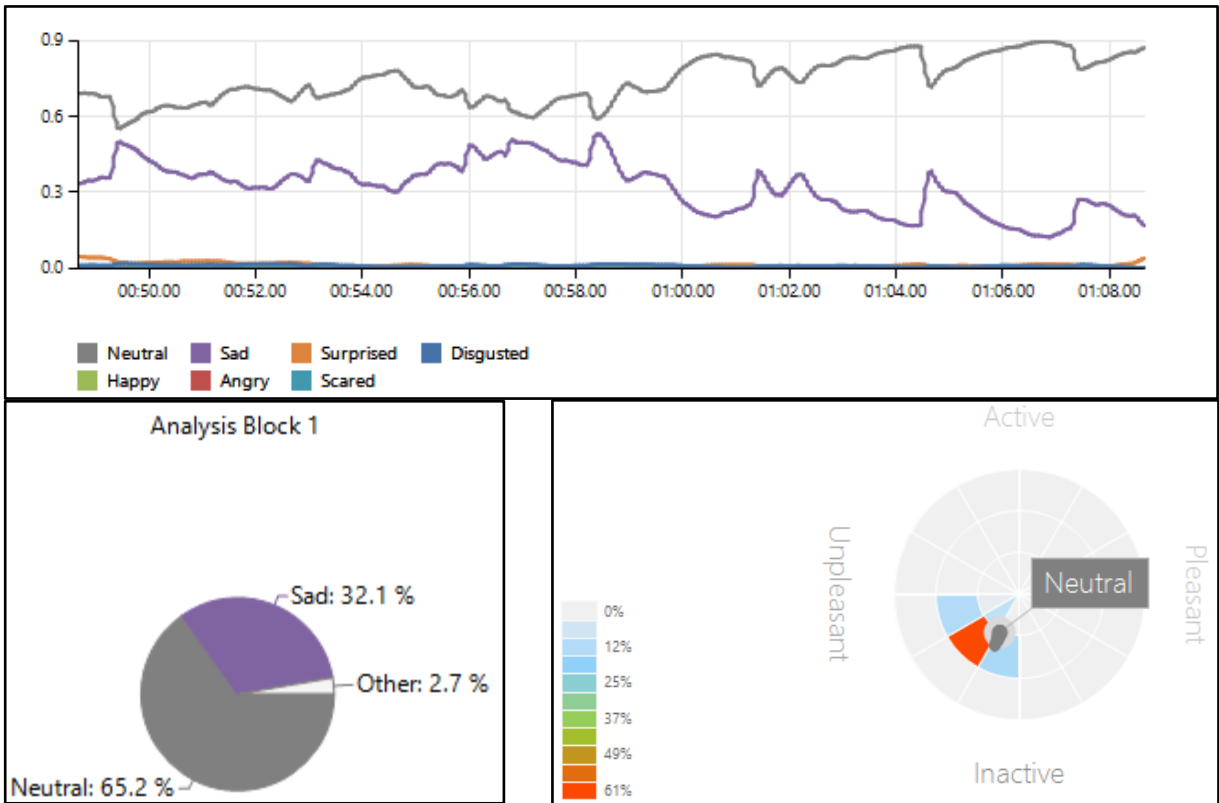 0.9
0.6
0.3
0.0
00:50.00 00:52.00 00:54.00 00:56.00 00:58.00 01:00.00 01:02.00 01:04.00 01:06.00 01:08.00
Neutral Sad Surprised Disgusted
Happy Angry Scared
Analysis Block 1
Sad: 32.1 %
Other: 2.7 %
Neutral: 65.2 %
Active
Unpleasant
Neutral
Pleasant
Inactive
0%
12%
25%
37%
49%
61%